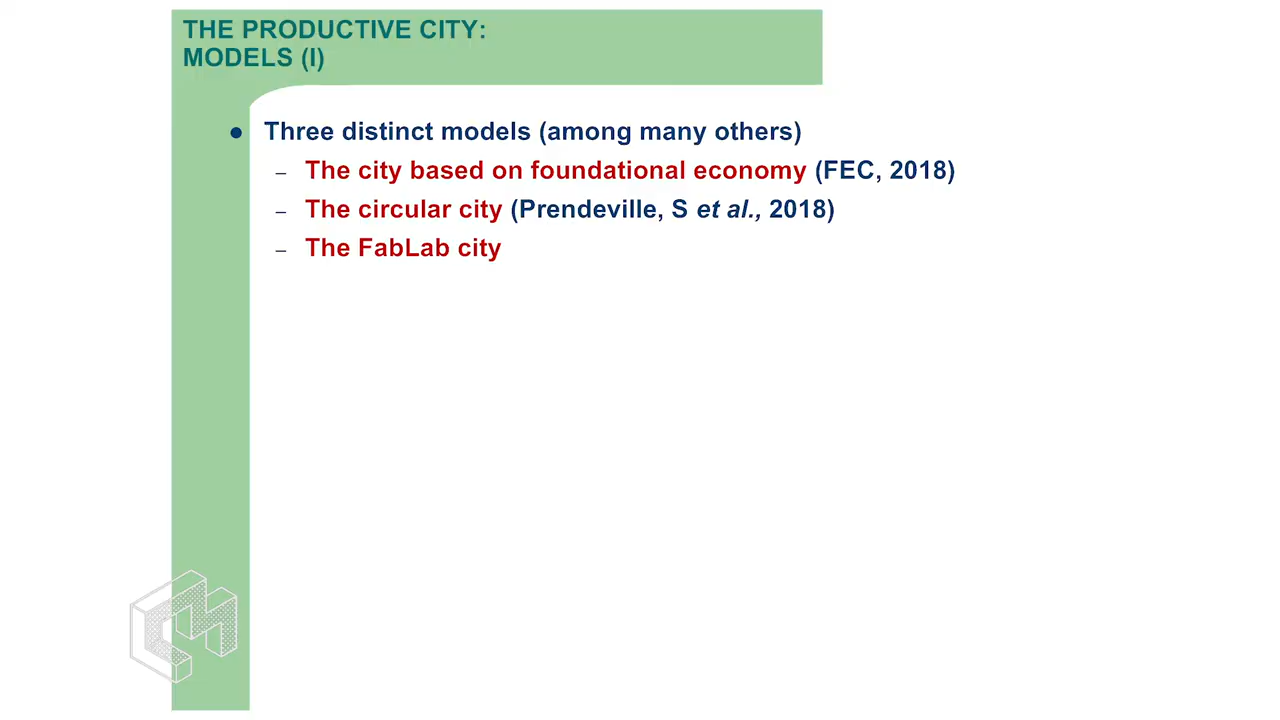 THE PRODUCTIVE CITY:
MODELS (I)
● Three distinct models (among many others)
– The city based on foundational economy (FEC, 2018)
– The circular city (Prendeville, S et al., 2018)
– The FabLab city